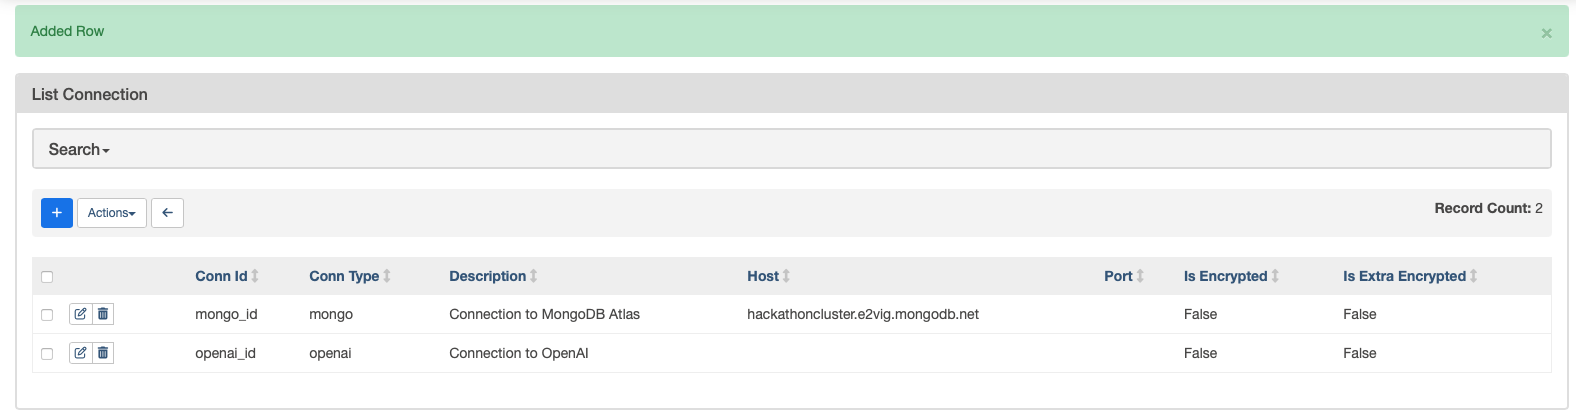 Added Row
×
List Connection
Search
+ Actions
Record Count: 2
Conn Id Conn Type Description Host Port Is Encrypted Is Extra Encrypted
mongo_id mongo Connection to MongoDB Atlas hackathoncluster.e2vig.mongodb.net False False
openai_id openai Connection to OpenAI False False